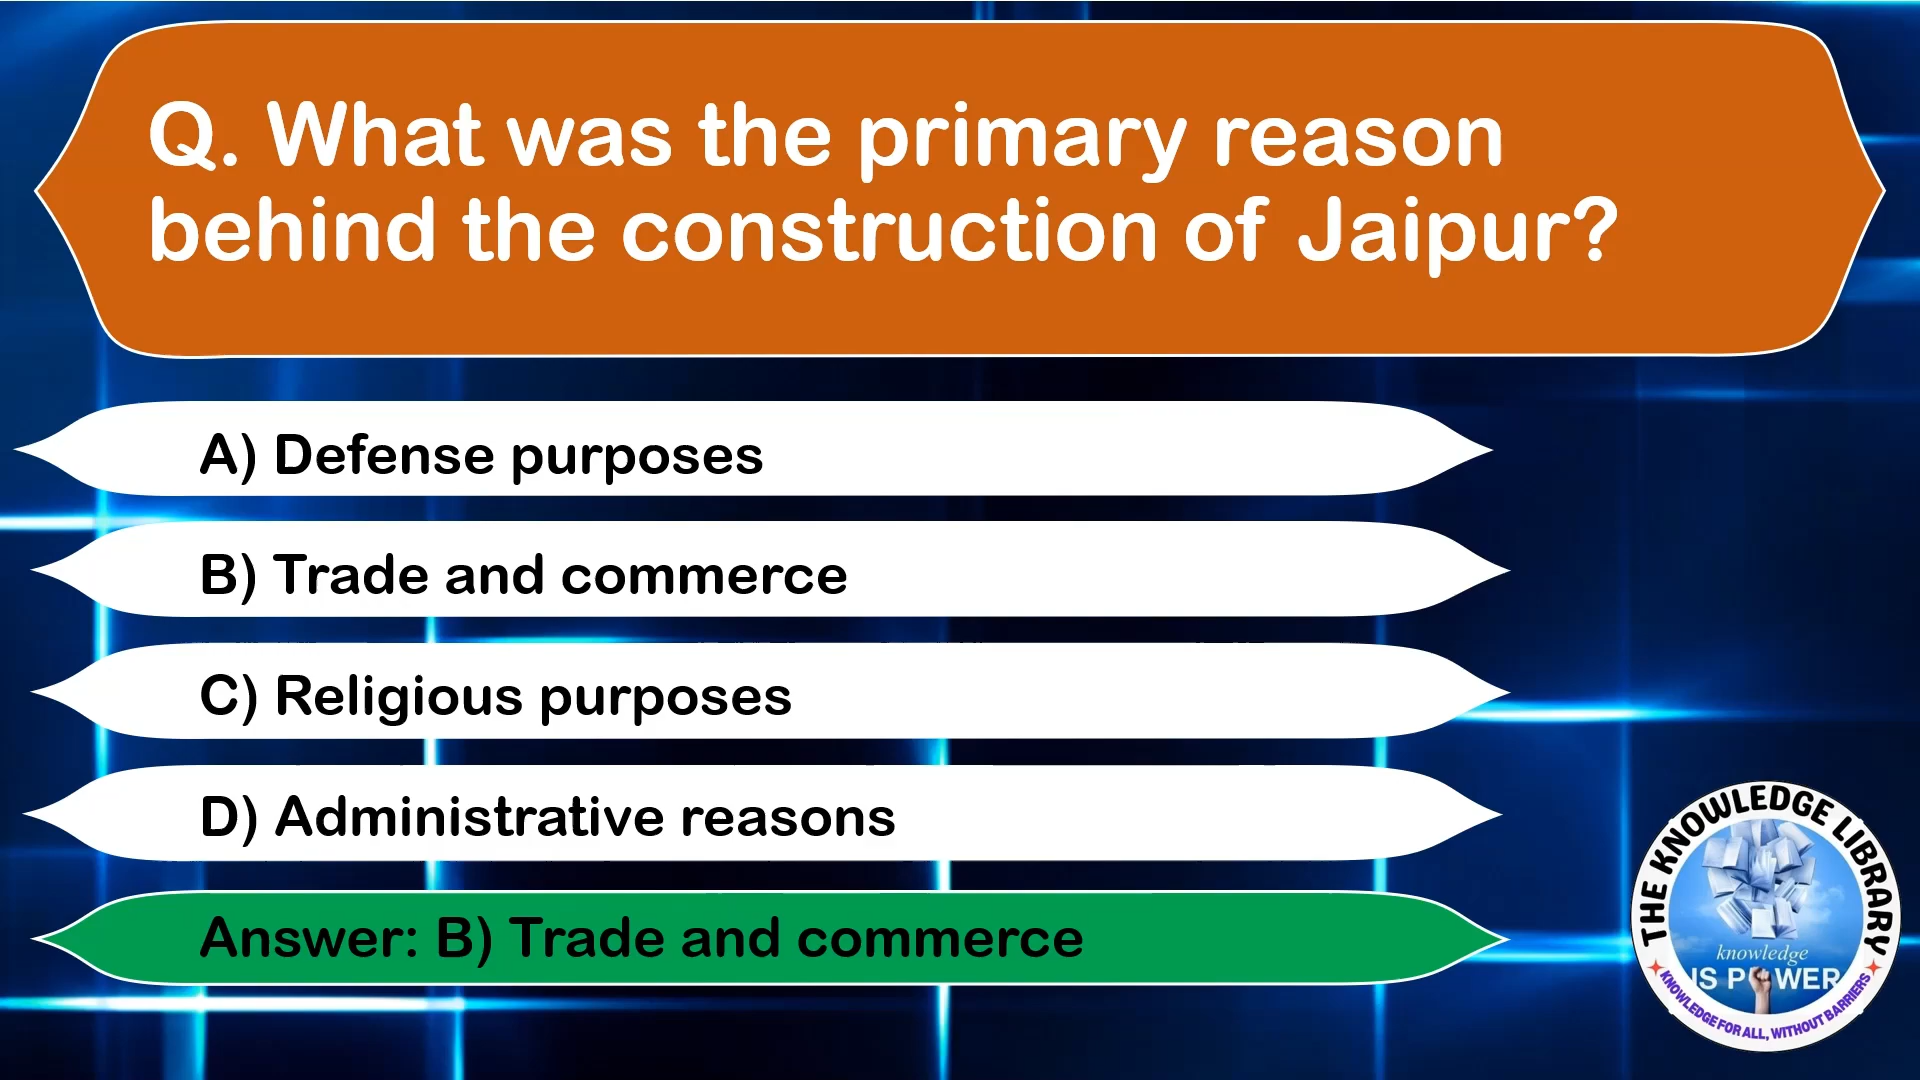 Q. What was the primary reason
behind the construction of Jaipur?
A) Defense purposes
B) Trade and commerce
C) Religious purposes
D) Administrative reasons
Answer: B) Trade and commerce
THE KNOWLEDGE LIBRARY
knowledge
IS POWER
KNOWLEDGE FOR ALL, WITHOUT BARRIERS